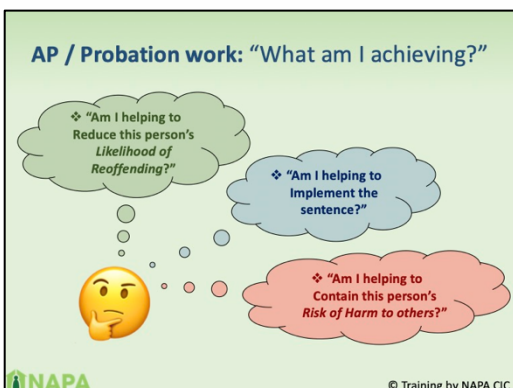 AP / Probation work: “What am I achieving?”
❖ “Am I helping to
Reduce this person’s
Likelihood of
Reoffending?”
❖ “Am I helping to
Implement the
sentence?”
❖ “Am I helping to
Contain this person’s
Risk of Harm to others?”
NAPA
© Training by NAPA CIC